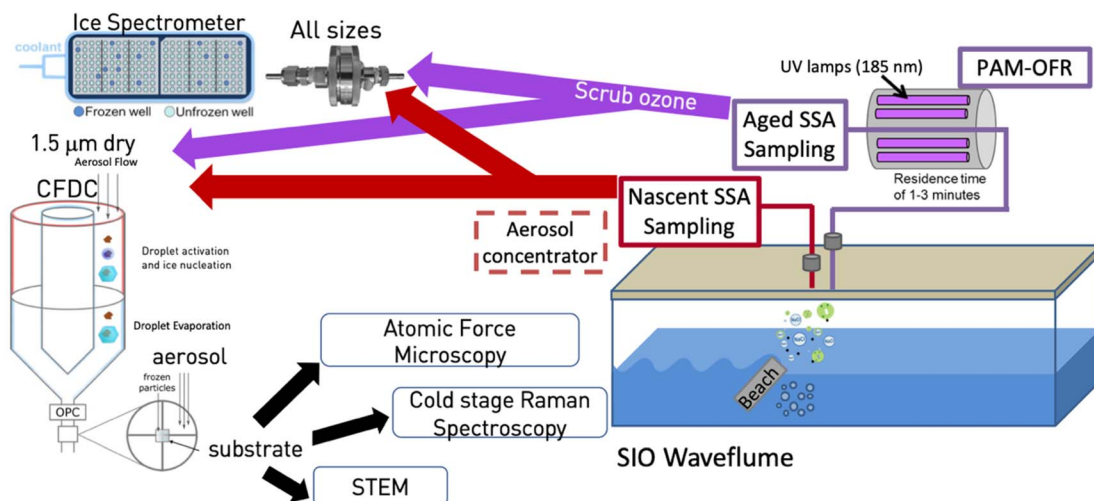 Ice Spectrometer
coolant
Frozen well
Unfrozen well
All sizes
Scrub ozone
UV lamps (185 nm)
PAM-OFR
Aged SSA
Sampling
Residence time
of 1-3 minutes
1.5 µm dry
Aerosol Flow
CFDC
Nascent SSA
Sampling
Aerosol
concentrator
Droplet activation
and ice nucleation
Droplet Evaporation
aerosol
frozen
particles
OPC
substrate
Atomic Force
Microscopy
Cold stage Raman
Spectroscopy
STEM
Beach
SIO Waveflume